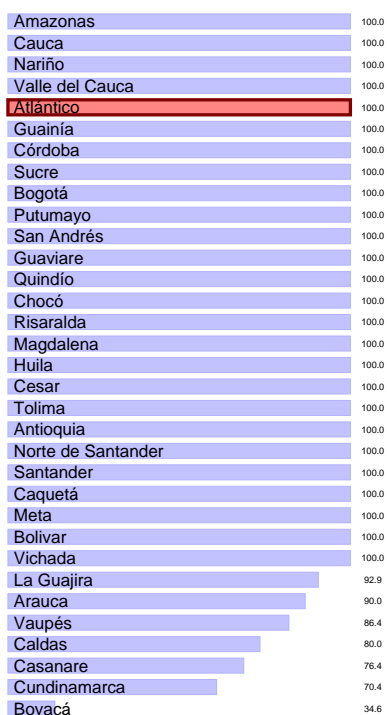 Amazonas 100.0
Cauca 100.0
Nariño 100.0
Valle del Cauca 100.0
Atlántico 100.0
Guainía 100.0
Córdoba 100.0
Sucre 100.0
Bogotá 100.0
Putumayo 100.0
San Andrés 100.0
Guaviare 100.0
Quindío 100.0
Chocó 100.0
Risaralda 100.0
Magdalena 100.0
Huila 100.0
Cesar 100.0
Tolima 100.0
Antioquia 100.0
Norte de Santander 100.0
Santander 100.0
Caquetá 100.0
Meta 100.0
Bolivar 100.0
Vichada 100.0
La Guajira 92.9
Arauca 90.0
Vaupés 86.4
Caldas 80.0
Casanare 76.4
Cundinamarca 70.4
Boyacá 34.6